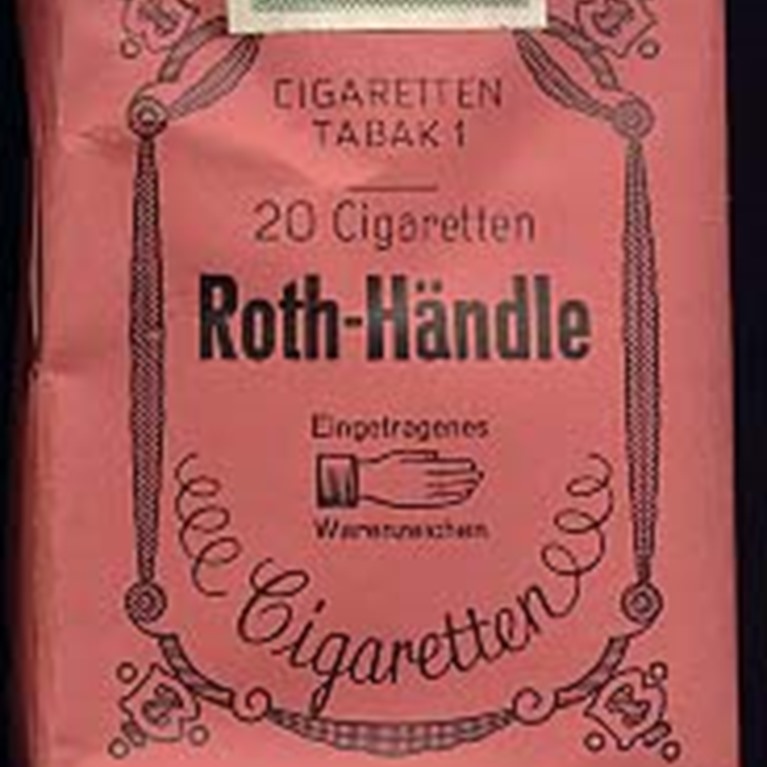 CIGARETTEN
TABAK 1
20 Cigaretten
Roth-Händle
Eingetragenes
Warenzeichen
Cigaretten